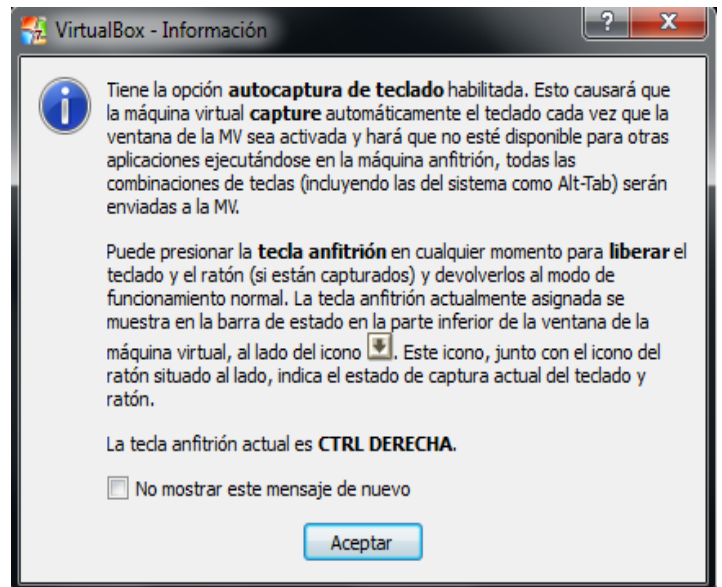 VirtualBox - Información
Tiene la opción autocaptura de teclado habilitada. Esto causará que
la máquina virtual capture automáticamente el teclado cada vez que la
ventana de la MV sea activada y hará que no esté disponible para otras
aplicaciones ejecutándose en la máquina anfitrión, todas las
combinaciones de teclas (incluyendo las del sistema como Alt-Tab) serán
enviadas a la MV.
Puede presionar la tecla anfitrión en cualquier momento para liberar el
teclado y el ratón (si están capturados) y devolverlos al modo de
funcionamiento normal. La tecla anfitrión actualmente asignada se
muestra en la barra de estado en la parte inferior de la ventana de la
máquina virtual, al lado del icono . Este icono, junto con el icono del
ratón situado al lado, indica el estado de captura actual del teclado y
ratón.
La tecla anfitrión actual es CTRL DERECHA.
No mostrar este mensaje de nuevo
Aceptar